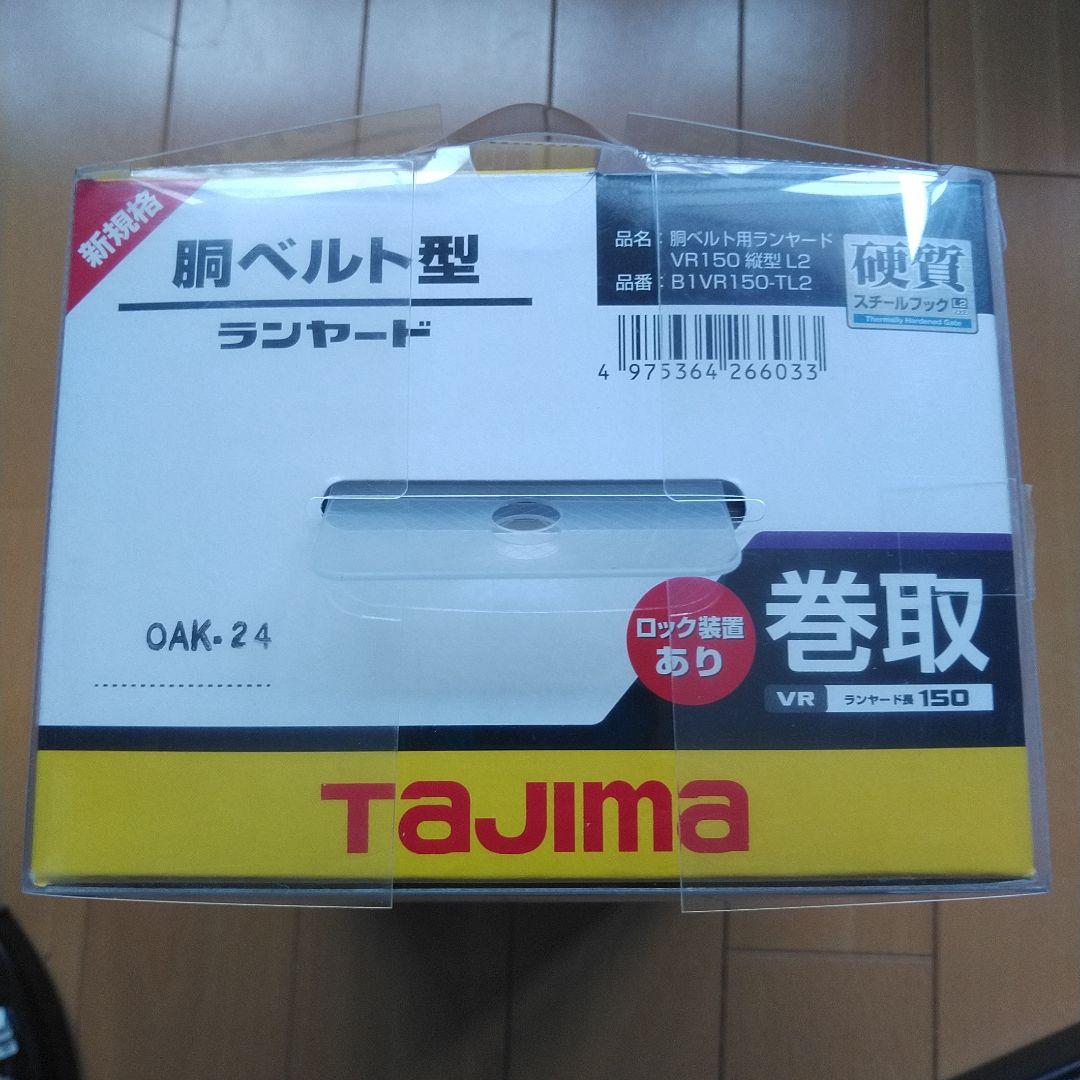 新規格
胴ベルト型
ランヤード
品名：胴ベルト用ランヤード
VR150 縦型 L2
品番：B1VR150-TL2
硬質
スチールフック L2
Thermally Hardened Gate
4 975364 266033
OAK-24
ロック装置
あり
巻取
VR ランヤード長 150
TaJIma